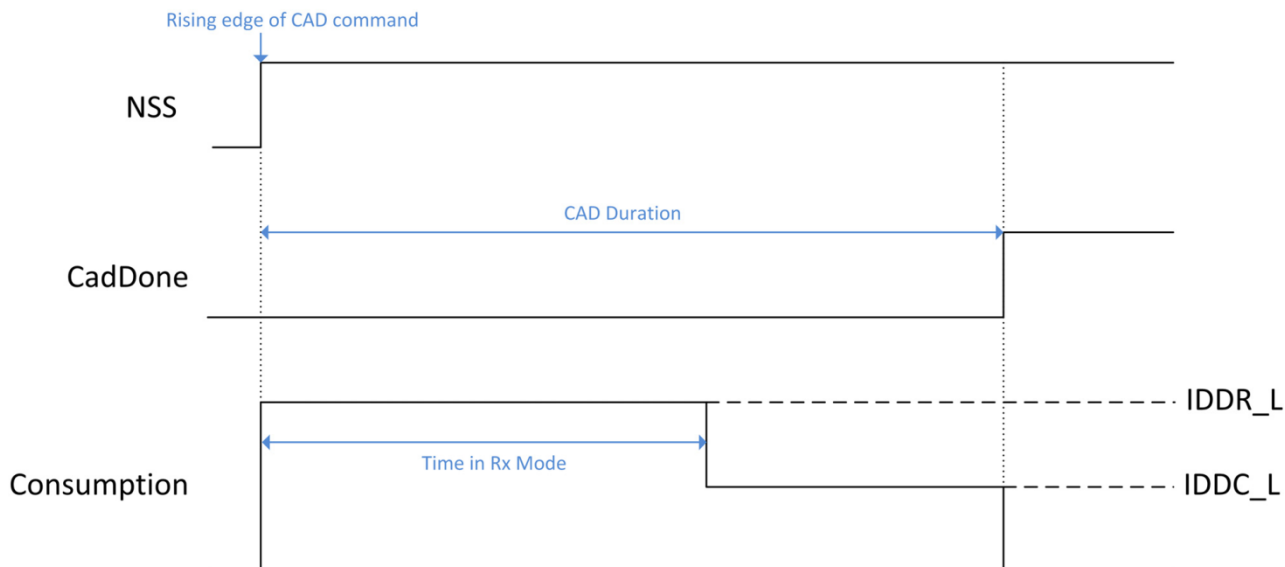 Rising edge of CAD command
NSS
CAD Duration
CadDone
IDDR_L
Time in Rx Mode
Consumption
IDDC_L